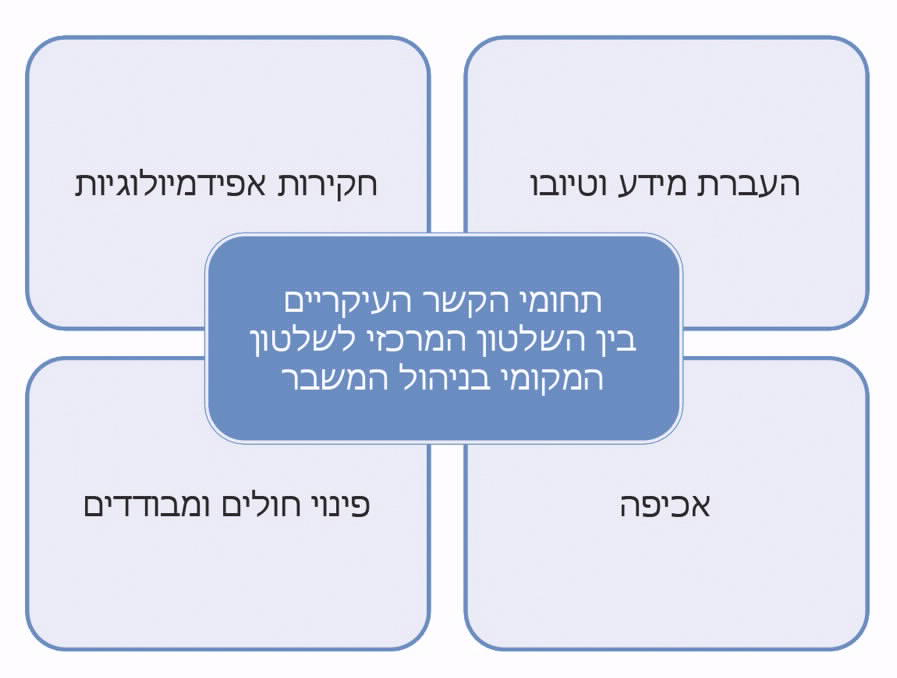 העברת מידע וטיובו
חקירות אפידמיולוגיות
תחומי הקשר העיקריים
בין השלטון המרכזי לשלטון
המקומי בניהול המשבר
אכיפה
פינוי חולים ומבודדים